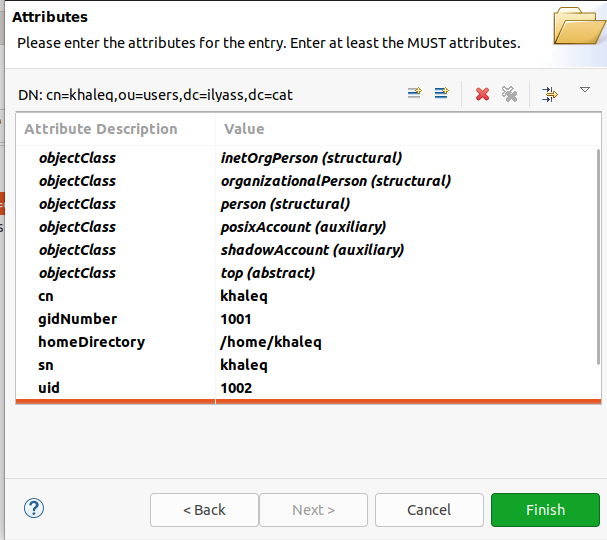 Attributes
Please enter the attributes for the entry. Enter at least the MUST attributes.
DN: cn=khaleq,ou=users,dc=ilyass,dc=cat
Attribute Description Value
objectClass inetOrgPerson (structural)
objectClass organizationalPerson (structural)
objectClass person (structural)
objectClass posixAccount (auxiliary)
objectClass shadowAccount (auxiliary)
objectClass top (abstract)
cn khaleq
gidNumber 1001
homeDirectory /home/khaleq
sn khaleq
uid 1002
? < Back Next > Cancel Finish